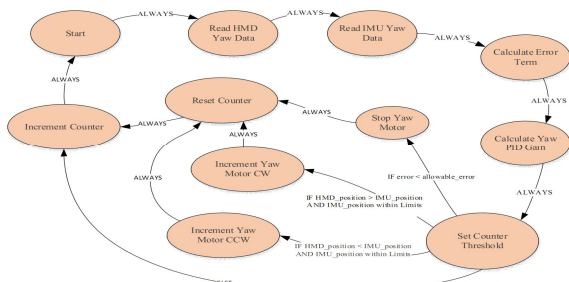 Start
ALWAYS
Read HMD
Yaw Data
ALWAYS
Read IMU Yaw
Data
ALWAYS
Calculate Error
Term
ALWAYS
Calculate Yaw
PID Gain
ALWAYS
Set Counter
Threshold
IF error < allowable_error
Stop Yaw
Motor
ALWAYS
IF HMD_position > IMU_position
AND IMU_position within Limits
Increment Yaw
Motor CW
ALWAYS
IF HMD_position < IMU_position
AND IMU_position within Limits
Increment Yaw
Motor CCW
ALWAYS
Reset Counter
ALWAYS
Increment Counter
ALWAYS
ELSE